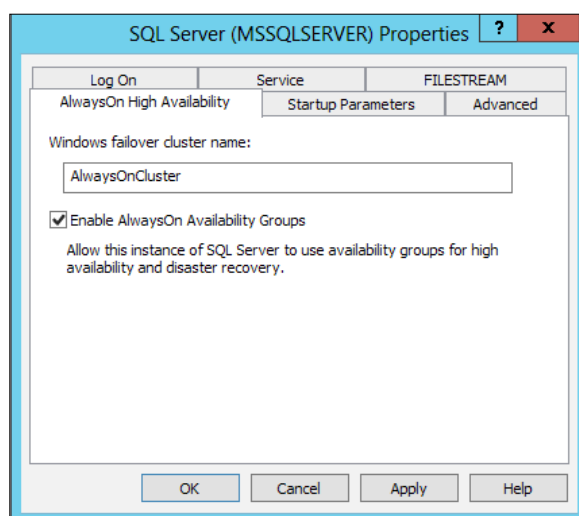 SQL Server (MSSQLSERVER) Properties ? x
Log On Service FILESTREAM
AlwaysOn High Availability Startup Parameters Advanced
Windows failover cluster name:
AlwaysOnCluster
Enable AlwaysOn Availability Groups
Allow this instance of SQL Server to use availability groups for high
availability and disaster recovery.
OK Cancel Apply Help